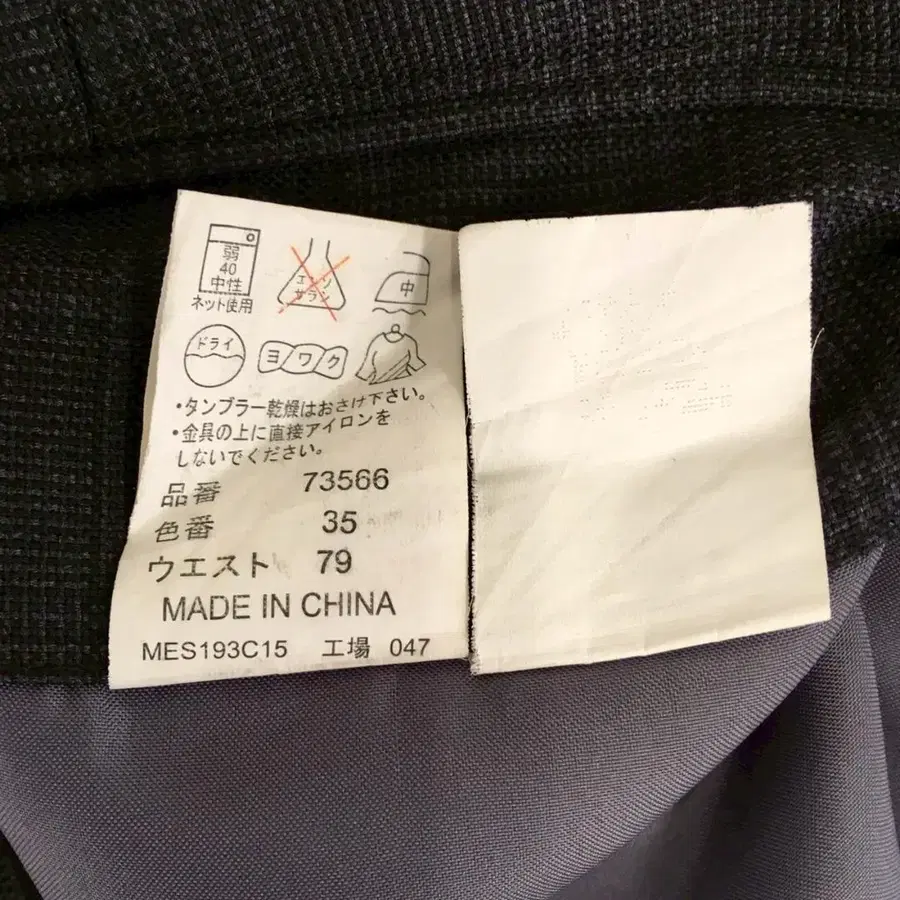 弱
40
中性
ネット使用
エンソ
サラシ
中
ドライ
ヨワク
・タンブラー乾燥はおさけ下さい。
・金具の上に直接アイロンを
しないでください。
品番 73566
色番 35
ウエスト 79
MADE IN CHINA
MES193C15 工場 047